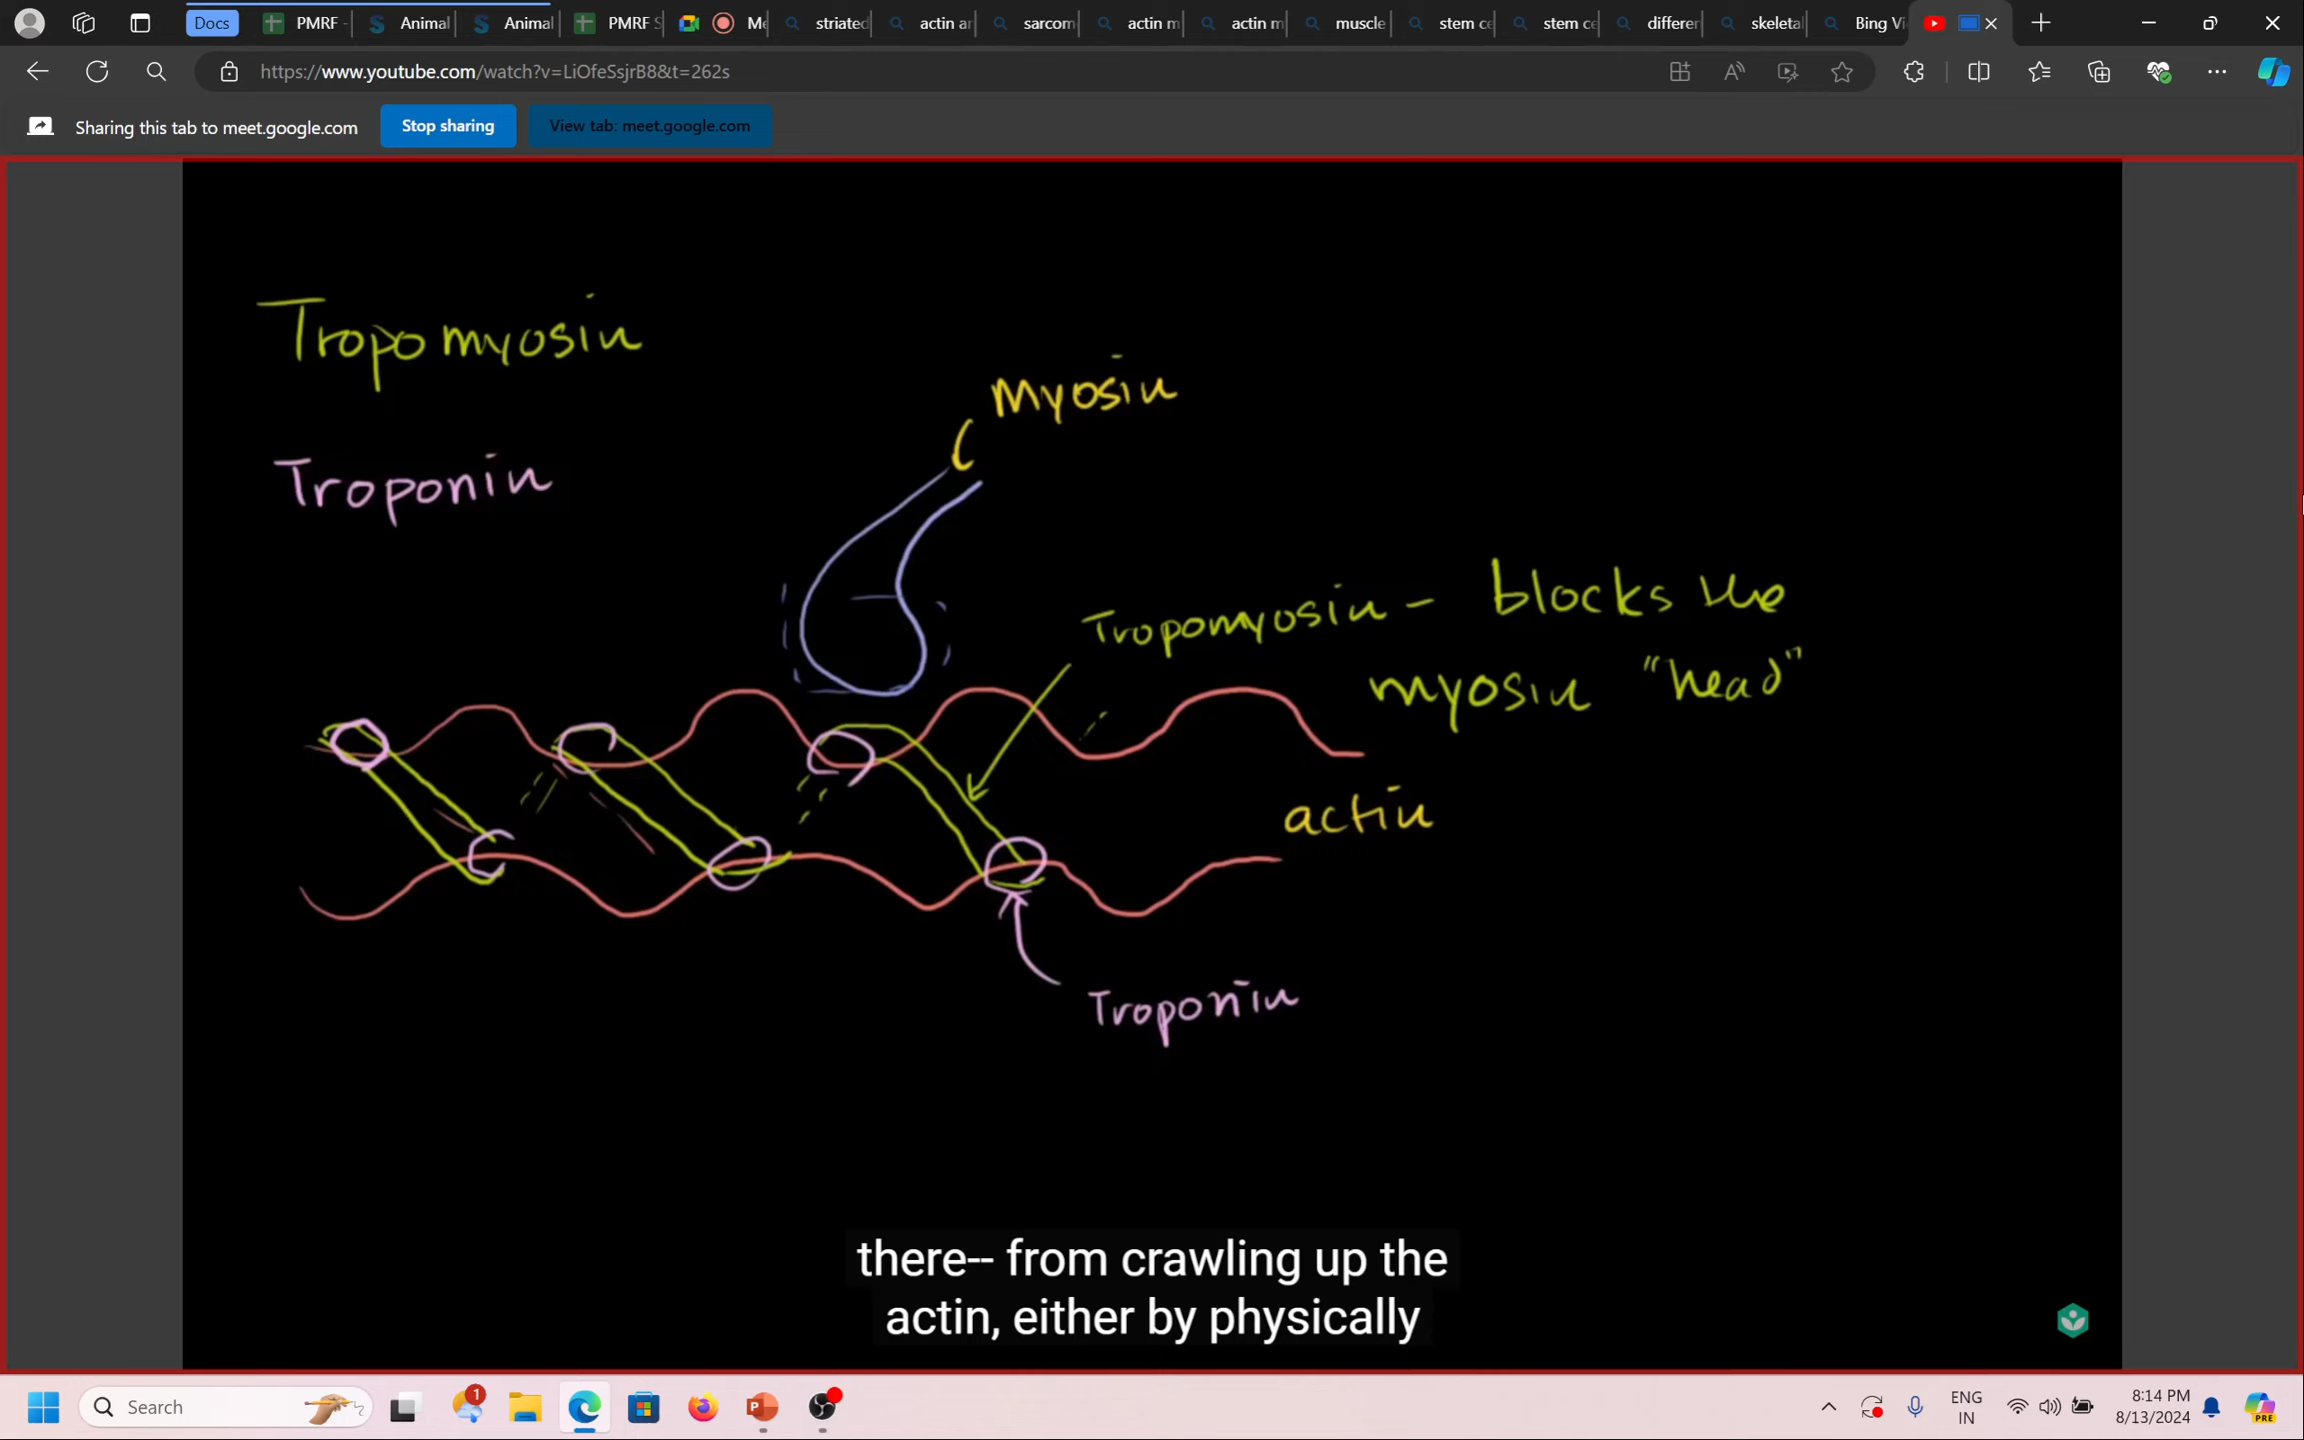 Docs
PMRF -
Animal
Animal
PMRF S
Me
striated
actin ar
sarcom
actin m
actin m
muscle
stem ce
stem ce
differer
skeletal
Bing Vi
https://www.youtube.com/watch?v=LiOfeSsjrB8&t=262s
Sharing this tab to meet.google.com
Stop sharing
View tab: meet.google.com
Tropomyosin
Myosin
Troponin
Tropomyosin - blocks the
myosin "head"
actin
Troponin
there-- from crawling up the
actin, either by physically
Search
1
P
PRE
ENG
IN
8:14 PM
8/13/2024